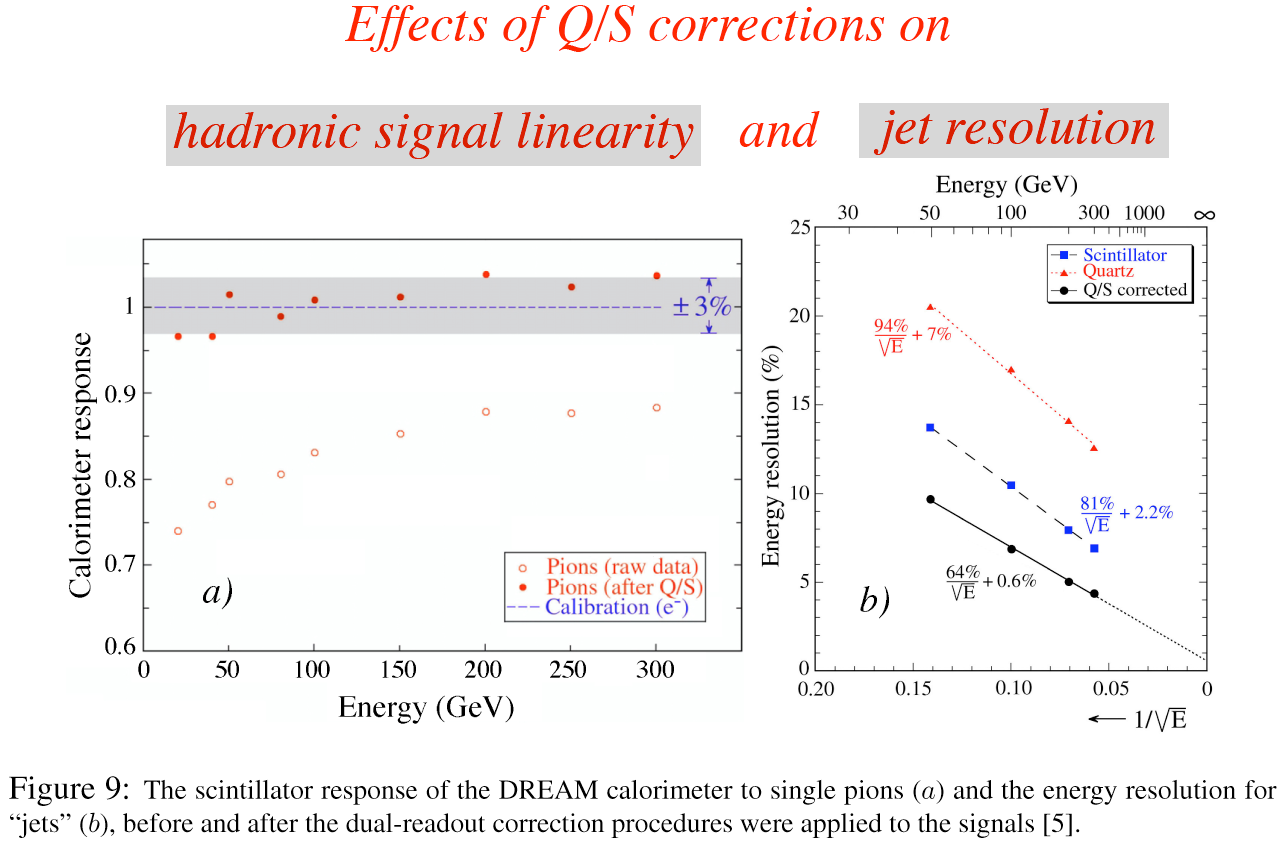 Effects of Q/S corrections on
hadronic signal linearity and jet resolution
Calorimeter response
1
0.9
0.8
0.7
0.6
± 3%
a)
Pions (raw data)
Pions (after Q/S)
Calibration (e⁻)
0 50 100 150 200 250 300
Energy (GeV)
Energy (GeV)
30 50 100 300 1000 ∞
Energy resolution (%)
25
20
15
10
5
0
Scintillator
Quartz
Q/S corrected
94%/√E + 7%
81%/√E + 2.2%
64%/√E + 0.6%
b)
0.20 0.15 0.10 0.05 0
← 1/√E
Figure 9: The scintillator response of the DREAM calorimeter to single pions (a) and the energy resolution for
“jets” (b), before and after the dual-readout correction procedures were applied to the signals [5].